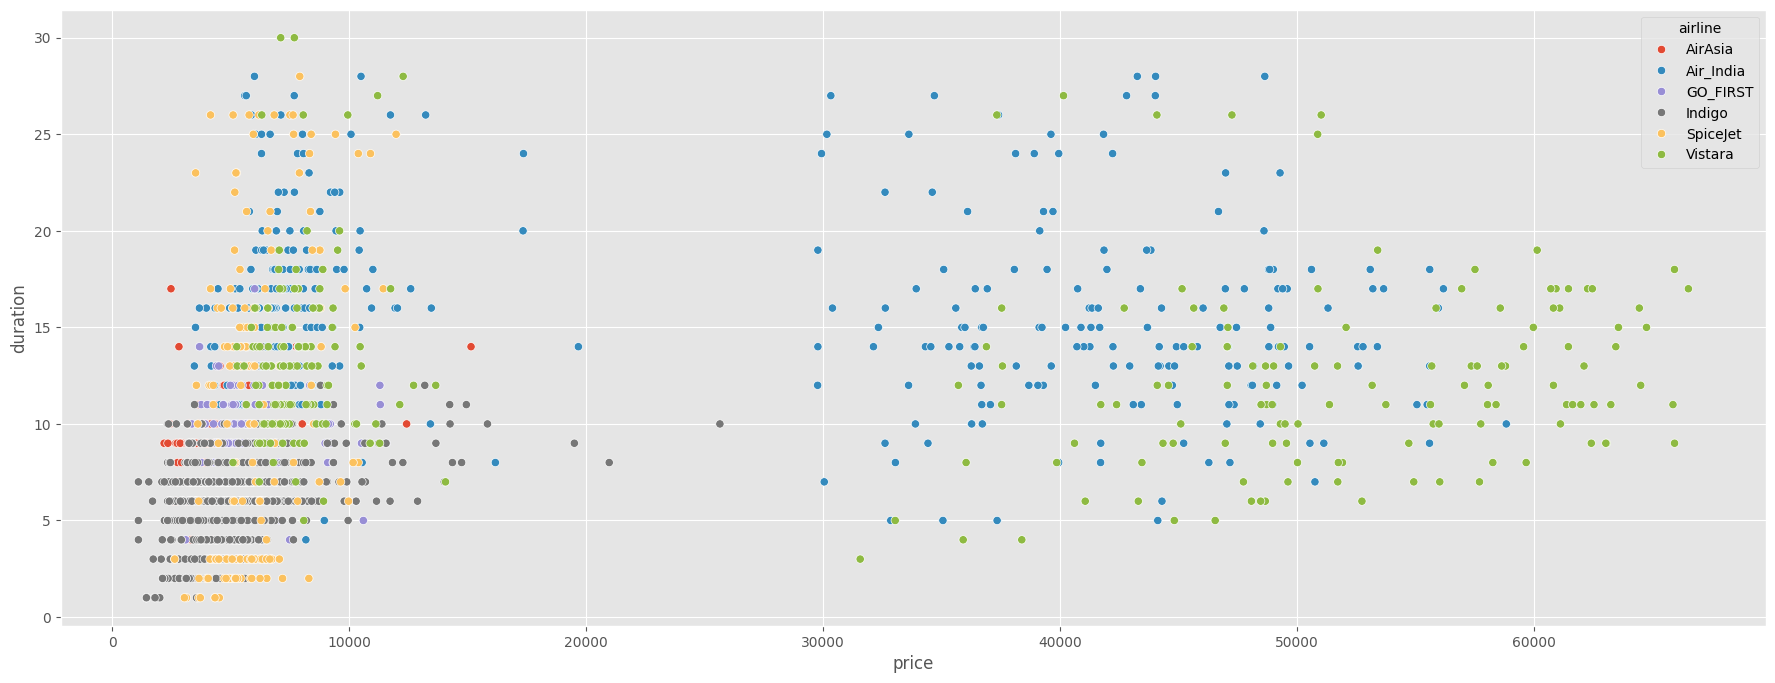 airline
AirAsia
Air_India
GO_FIRST
Indigo
SpiceJet
Vistara
duration
30
25
20
15
10
5
0
0 10000 20000 30000 40000 50000 60000
price